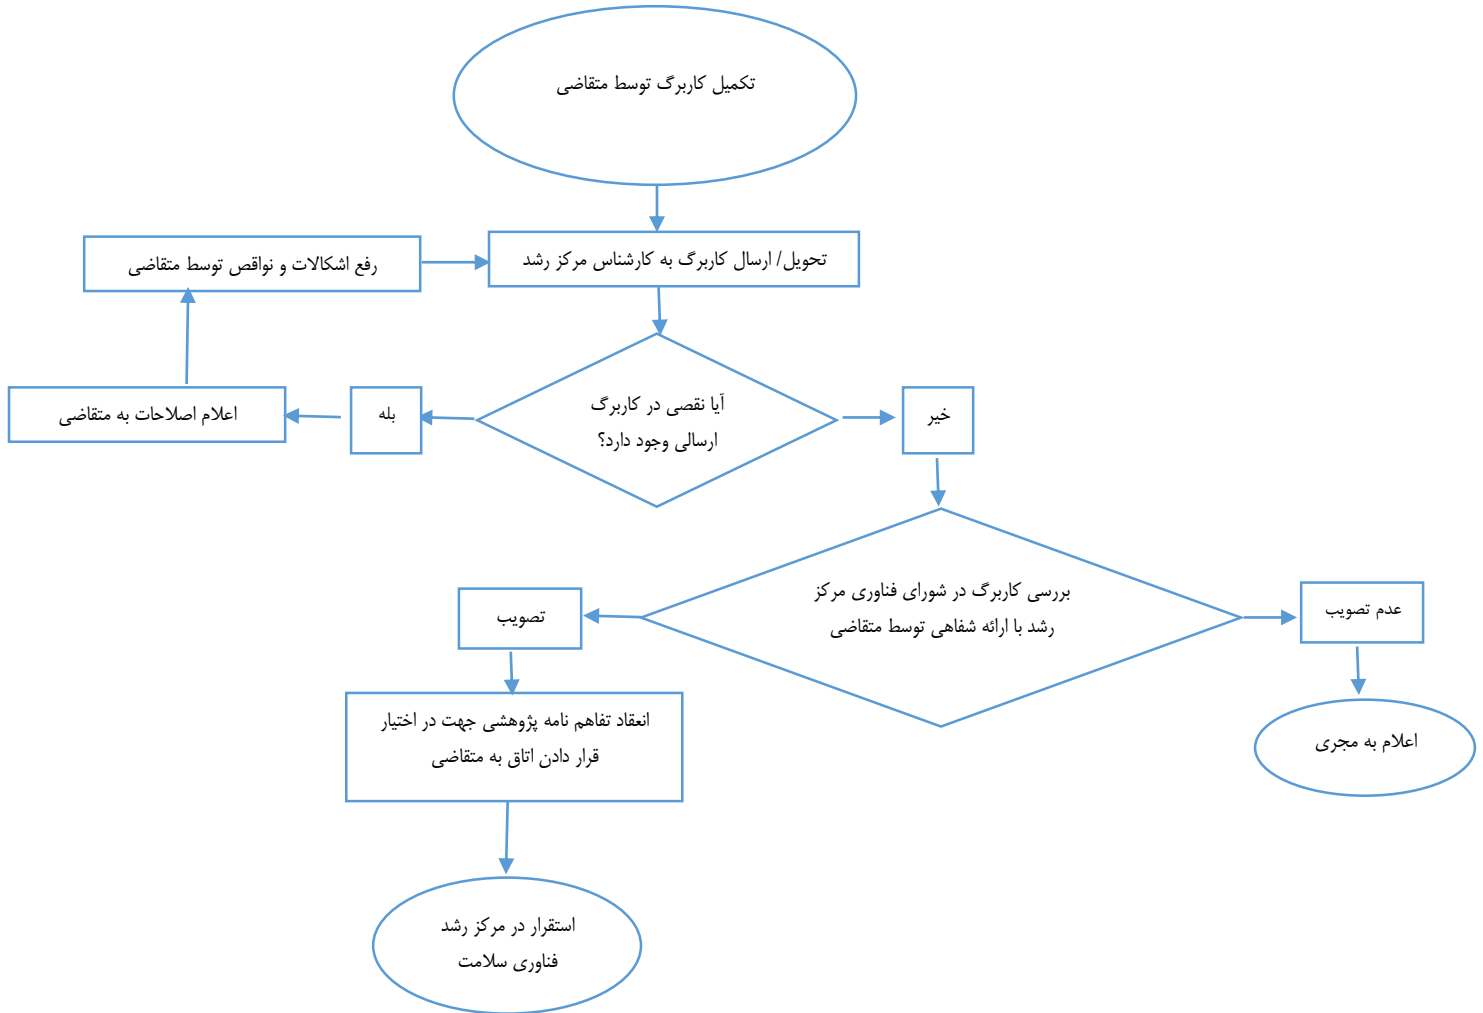 تکمیل کاربرگ توسط متقاضی
تحویل/ ارسال کاربرگ به کارشناس مرکز رشد
رفع اشکالات و نواقص توسط متقاضی
آیا نقصی در کاربرگ
ارسالی وجود دارد؟
خیر
بله
اعلام اصلاحات به متقاضی
بررسی کاربرگ در شورای فناوری مرکز
رشد با ارائه شفاهی توسط متقاضی
عدم تصویب
تصویب
اعلام به مجری
انعقاد تفاهم نامه پژوهشی جهت در اختیار
قرار دادن اتاق به متقاضی
استقرار در مرکز رشد
فناوری سلامت